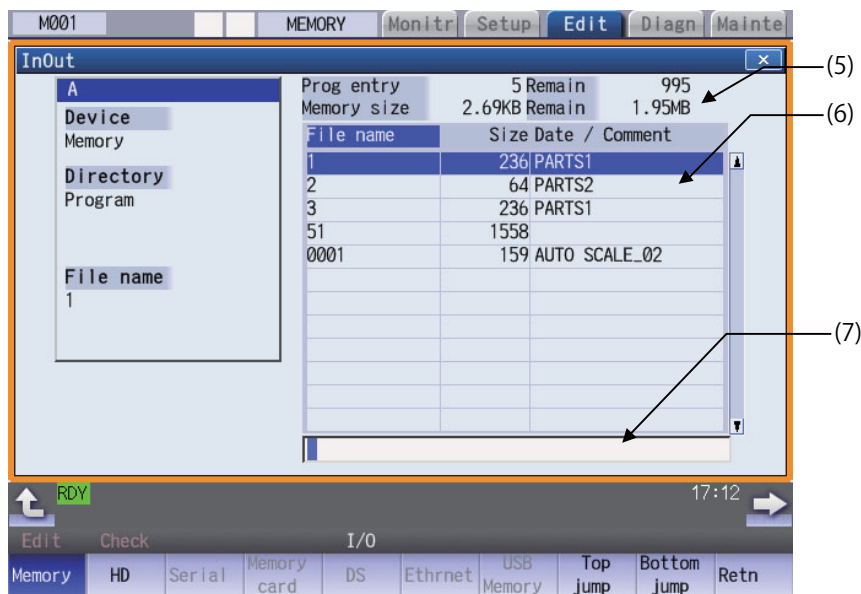 M001 MEMORY Monitr Setup Edit Diagn Mainte
InOut ×
A
Device
Memory
Directory
Program
File name
1
Prog entry 5 Remain 995
Memory size 2.69KB Remain 1.95MB
File name Size Date / Comment
1 236 PARTS1
2 64 PARTS2
3 236 PARTS1
51 1558
0001 159 AUTO SCALE_02
(5)
(6)
(7)
RDY 17:12
Edit Check I/O
Memory HD Serial Memory card DS Ethrnet USB Memory Top jump Bottom jump Retn